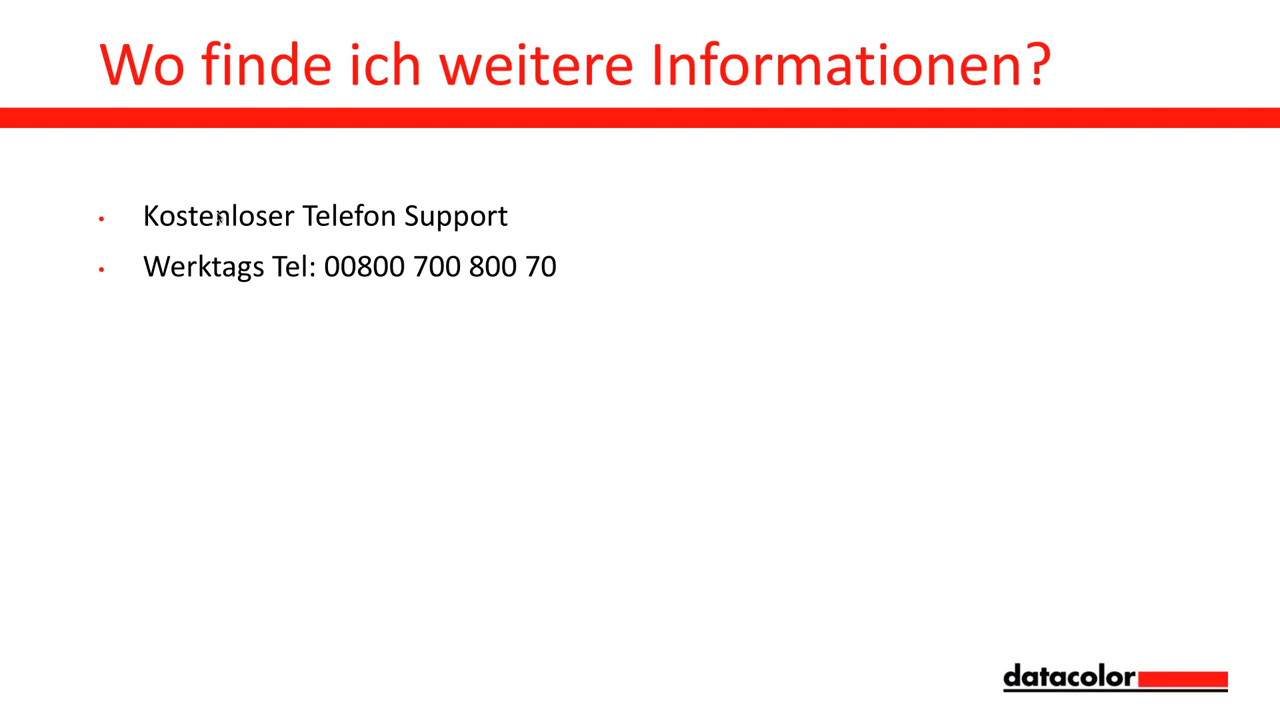 Wo finde ich weitere Informationen?
Kostenloser Telefon Support
Werktags Tel: 00800 700 800 70
datacolor